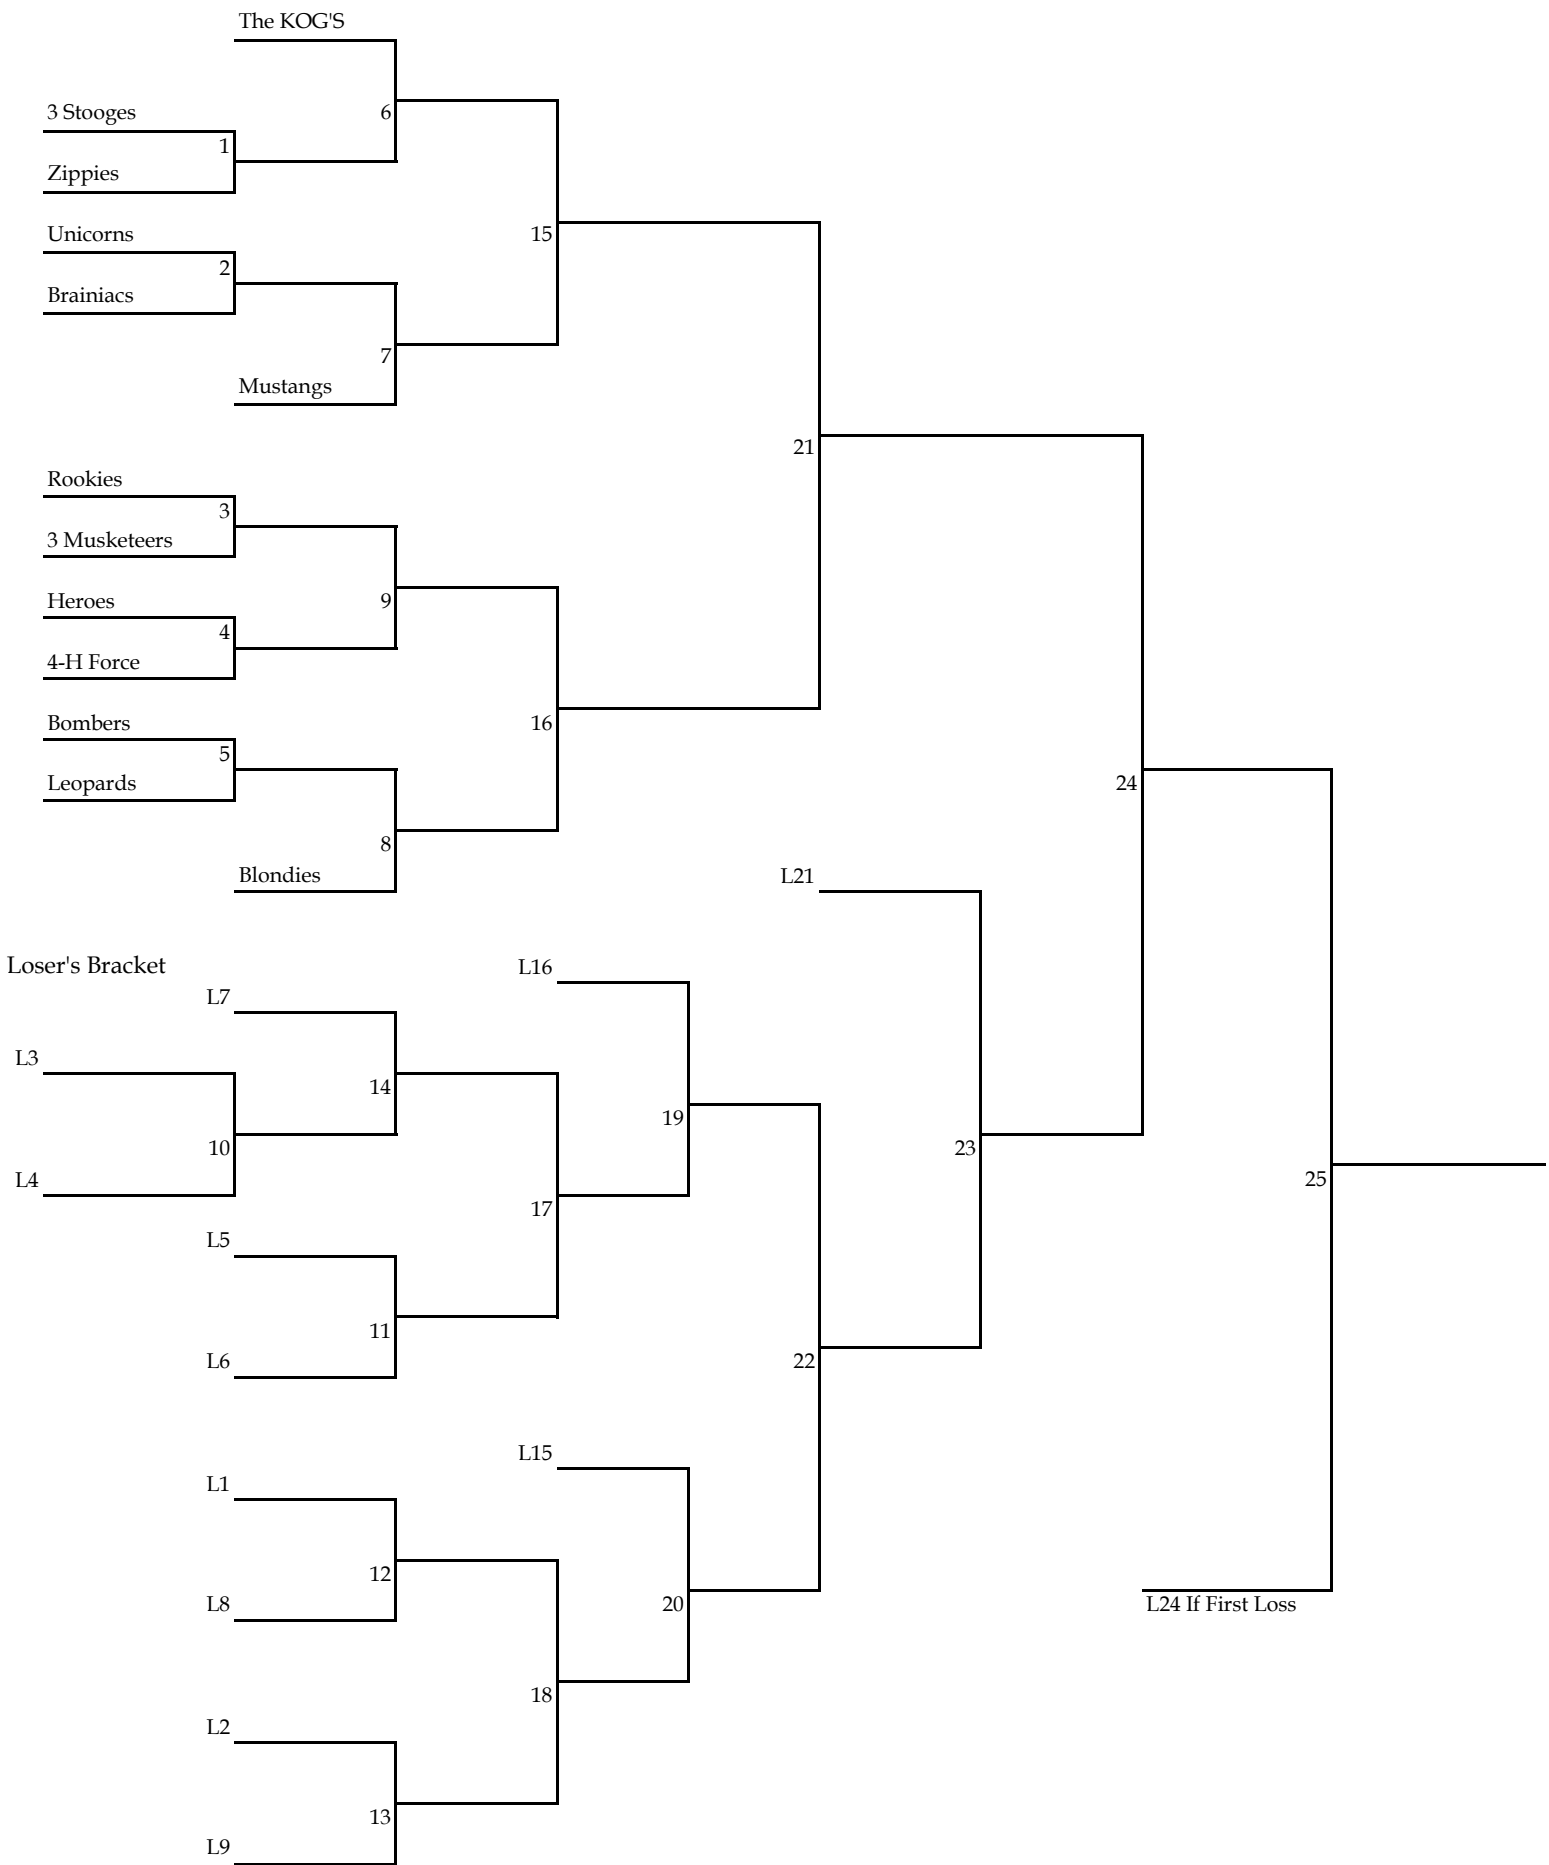 The KOG'S
3 Stooges
6
1
Zippies
Unicorns
15
2
Brainiacs
7
Mustangs
21
Rookies
3
3 Musketeers
Heroes
9
4
4-H Force
Bombers
16
5
Leopards
24
8
Blondies
L21
Loser's Bracket
L16
L7
L3
14
19
10
23
L4
25
17
L5
11
L6
22
L15
L1
12
L8
20
L24 If First Loss
18
L2
13
L9